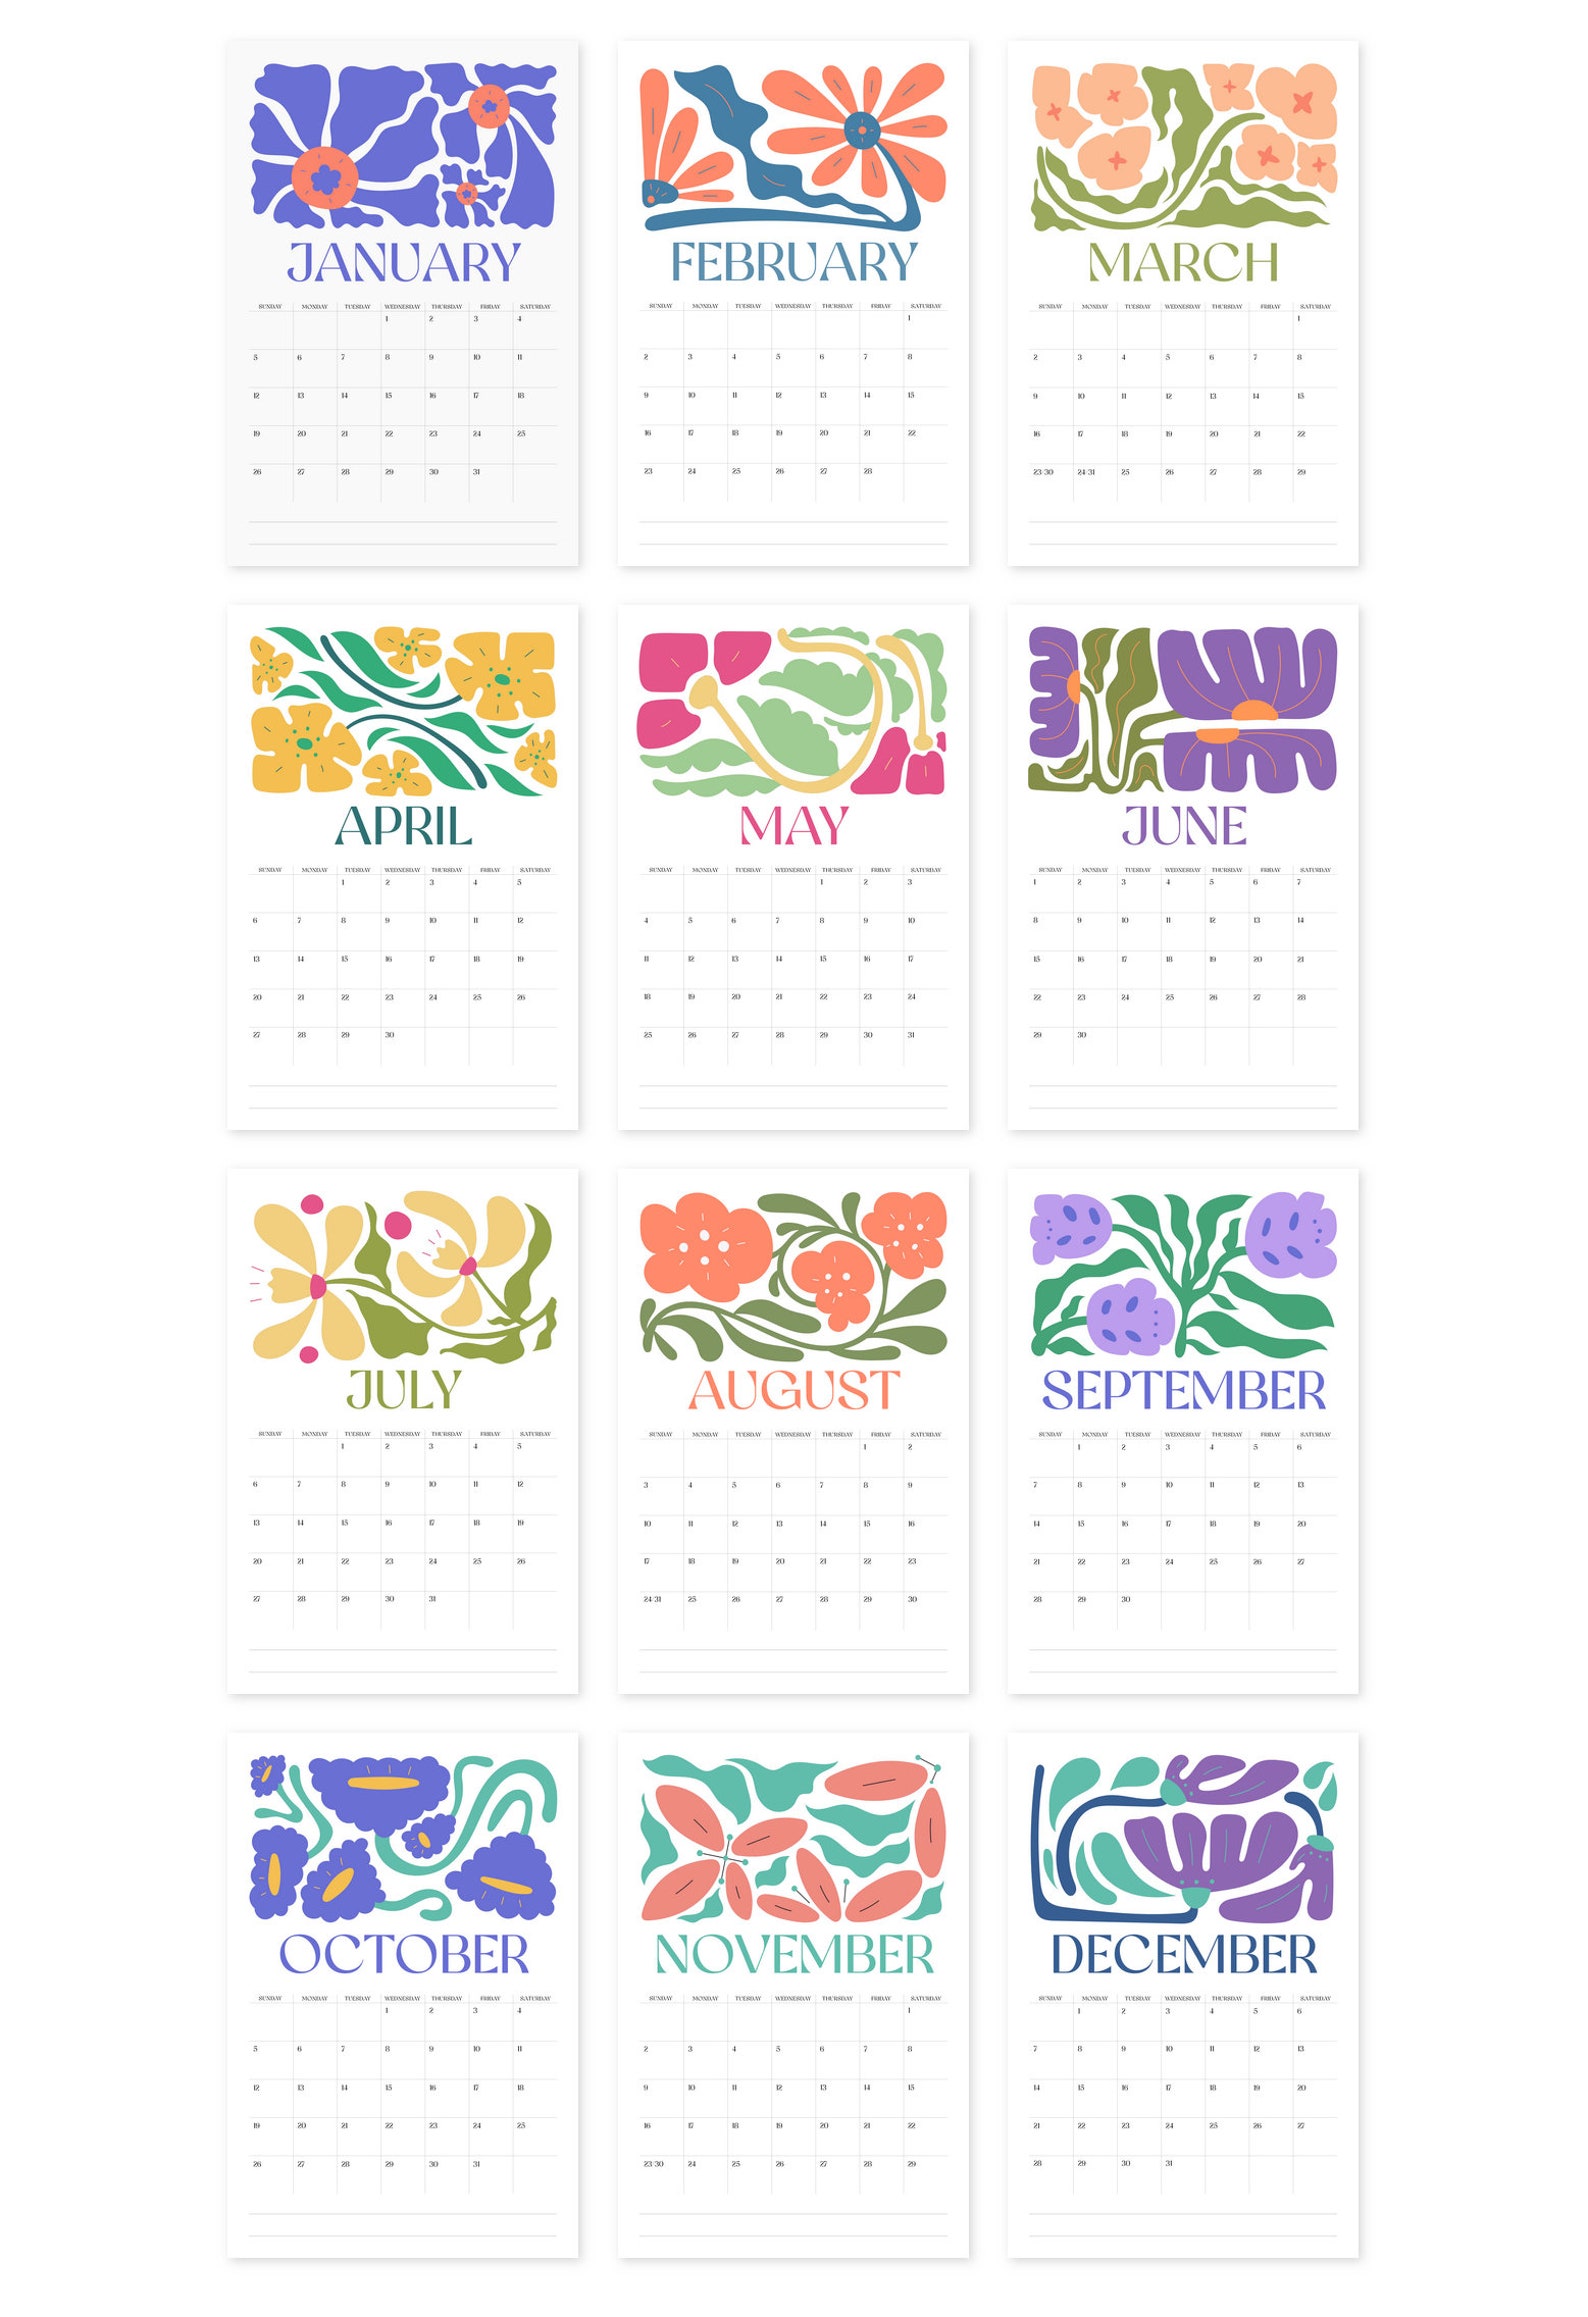 JANUARY
SUNDAY MONDAY TUESDAY WEDNESDAY THURSDAY FRIDAY SATURDAY
1 2 3 4
5 6 7 8 9 10 11
12 13 14 15 16 17 18
19 20 21 22 23 24 25
26 27 28 29 30 31
FEBRUARY
SUNDAY MONDAY TUESDAY WEDNESDAY THURSDAY FRIDAY SATURDAY
1
2 3 4 5 6 7 8
9 10 11 12 13 14 15
16 17 18 19 20 21 22
23 24 25 26 27 28
MARCH
SUNDAY MONDAY TUESDAY WEDNESDAY THURSDAY FRIDAY SATURDAY
1
2 3 4 5 6 7 8
9 10 11 12 13 14 15
16 17 18 19 20 21 22
23/30 24/31 25 26 27 28 29
APRIL
SUNDAY MONDAY TUESDAY WEDNESDAY THURSDAY FRIDAY SATURDAY
1 2 3 4 5
6 7 8 9 10 11 12
13 14 15 16 17 18 19
20 21 22 23 24 25 26
27 28 29 30
MAY
SUNDAY MONDAY TUESDAY WEDNESDAY THURSDAY FRIDAY SATURDAY
1 2 3
4 5 6 7 8 9 10
11 12 13 14 15 16 17
18 19 20 21 22 23 24
25 26 27 28 29 30 31
JUNE
SUNDAY MONDAY TUESDAY WEDNESDAY THURSDAY FRIDAY SATURDAY
1 2 3 4 5 6 7
8 9 10 11 12 13 14
15 16 17 18 19 20 21
22 23 24 25 26 27 28
29 30
JULY
SUNDAY MONDAY TUESDAY WEDNESDAY THURSDAY FRIDAY SATURDAY
1 2 3 4 5
6 7 8 9 10 11 12
13 14 15 16 17 18 19
20 21 22 23 24 25 26
27 28 29 30 31
AUGUST
SUNDAY MONDAY TUESDAY WEDNESDAY THURSDAY FRIDAY SATURDAY
1 2
3 4 5 6 7 8 9
10 11 12 13 14 15 16
17 18 19 20 21 22 23
24/31 25 26 27 28 29 30
SEPTEMBER
SUNDAY MONDAY TUESDAY WEDNESDAY THURSDAY FRIDAY SATURDAY
1 2 3 4 5 6
7 8 9 10 11 12 13
14 15 16 17 18 19 20
21 22 23 24 25 26 27
28 29 30
OCTOBER
SUNDAY MONDAY TUESDAY WEDNESDAY THURSDAY FRIDAY SATURDAY
1 2 3 4
5 6 7 8 9 10 11
12 13 14 15 16 17 18
19 20 21 22 23 24 25
26 27 28 29 30 31
NOVEMBER
SUNDAY MONDAY TUESDAY WEDNESDAY THURSDAY FRIDAY SATURDAY
1
2 3 4 5 6 7 8
9 10 11 12 13 14 15
16 17 18 19 20 21 22
23/30 24 25 26 27 28 29
DECEMBER
SUNDAY MONDAY TUESDAY WEDNESDAY THURSDAY FRIDAY SATURDAY
1 2 3 4 5 6
7 8 9 10 11 12 13
14 15 16 17 18 19 20
21 22 23 24 25 26 27
28 29 30 31